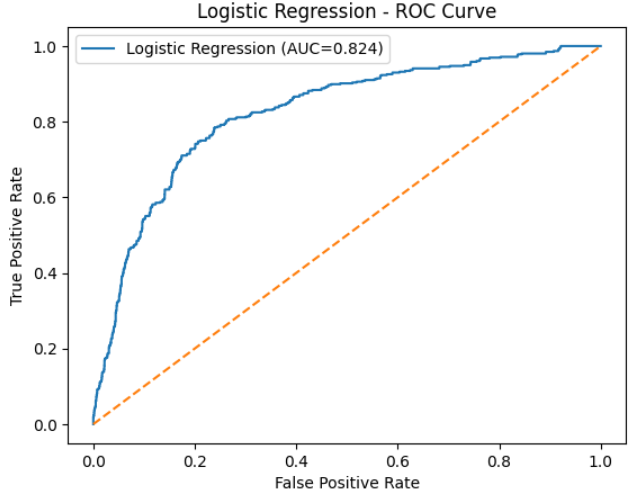 Logistic Regression - ROC Curve
Logistic Regression (AUC=0.824)
True Positive Rate
1.0
0.8
0.6
0.4
0.2
0.0
0.0 0.2 0.4 0.6 0.8 1.0
False Positive Rate